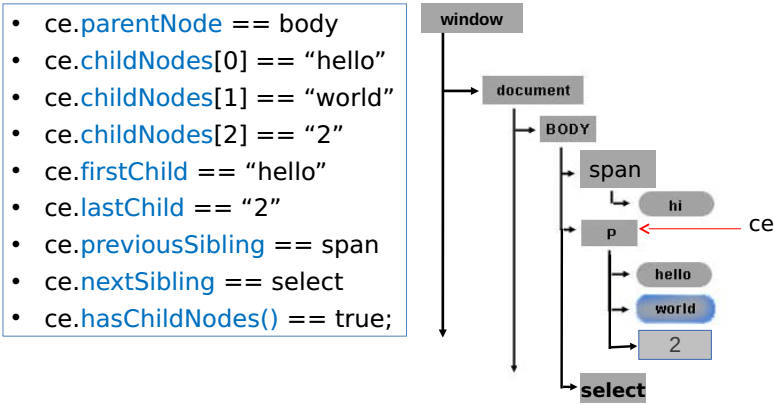 • ce.parentNode == body
• ce.childNodes[0] == “hello”
• ce.childNodes[1] == “world”
• ce.childNodes[2] == “2”
• ce.firstChild == “hello”
• ce.lastChild == “2”
• ce.previousSibling == span
• ce.nextSibling == select
• ce.hasChildNodes() == true;
window
document
BODY
span
hi
P
ce
hello
world
2
select